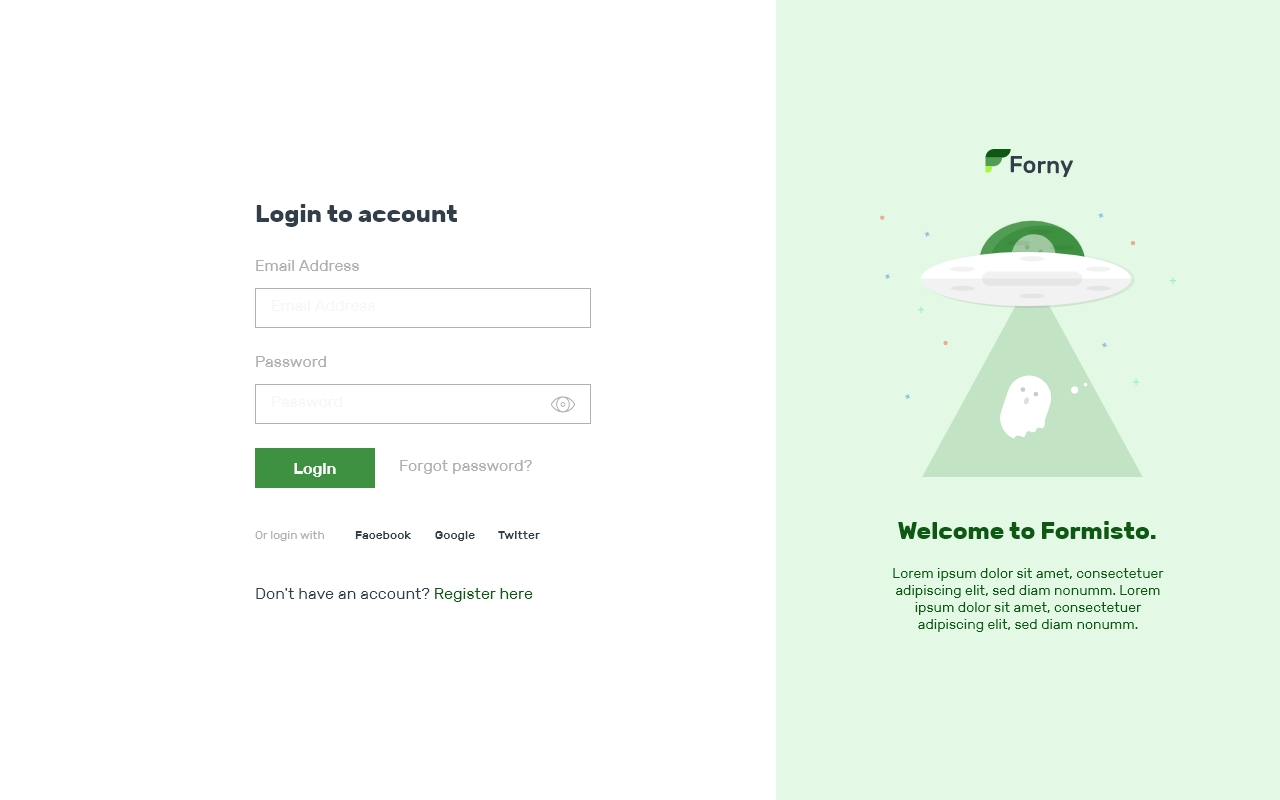 Login to account
Email Address
Email Address
Password
Password
Login
Forgot password?
Or login with
Facebook
Google
Twitter
Don't have an account? Register here
Forny
Welcome to Formisto.
Lorem ipsum dolor sit amet, consectetuer
adipiscing elit, sed diam nonumm. Lorem
ipsum dolor sit amet, consectetuer
adipiscing elit, sed diam nonumm.